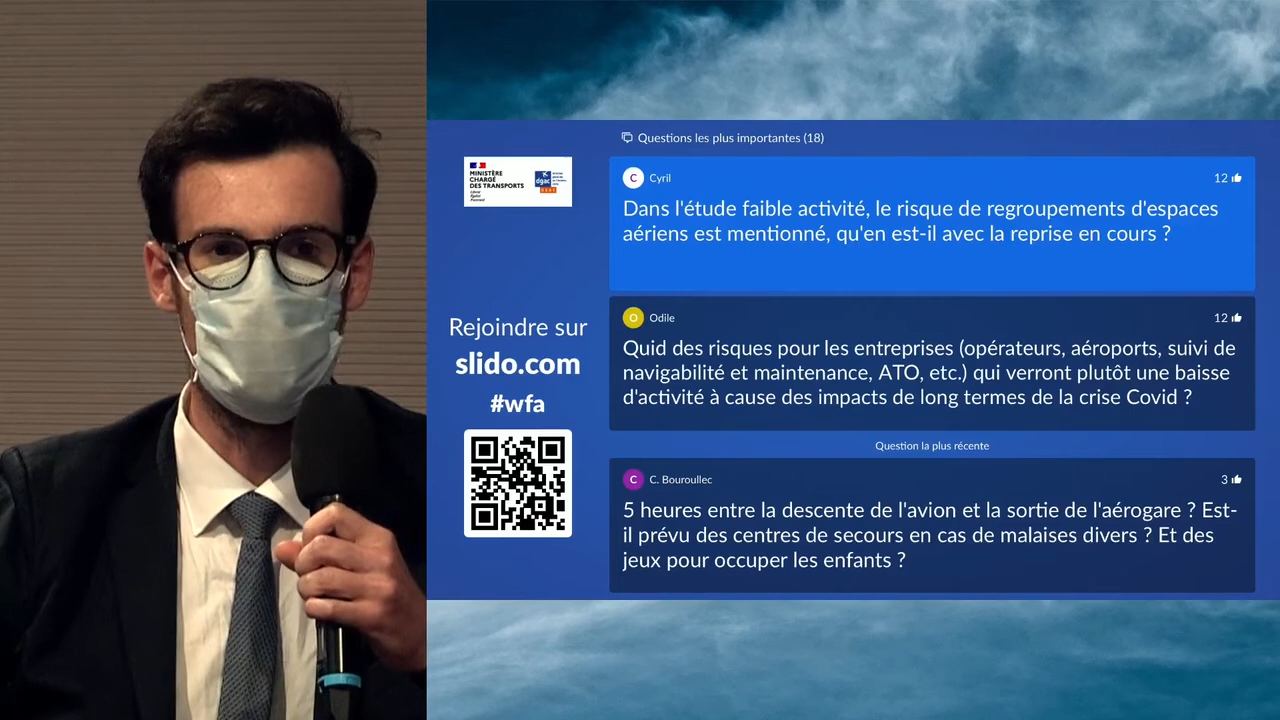 Questions les plus importantes (18)
MINISTÈRE
CHARGÉ
DES TRANSPORTS
Liberté
Égalité
Fraternité
dgac
C Cyril 12
Dans l'étude faible activité, le risque de regroupements d'espaces
aériens est mentionné, qu'en est-il avec la reprise en cours ?
Rejoindre sur
slido.com
#wfa
O Odile 12
Quid des risques pour les entreprises (opérateurs, aéroports, suivi de
navigabilité et maintenance, ATO, etc.) qui verront plutôt une baisse
d'activité à cause des impacts de long termes de la crise Covid ?
Question la plus récente
C C. Bouroullec 3
5 heures entre la descente de l'avion et la sortie de l'aérogare ? Est-
il prévu des centres de secours en cas de malaises divers ? Et des
jeux pour occuper les enfants ?